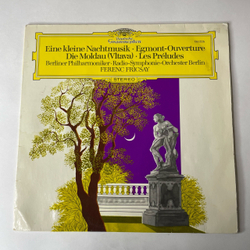 Eine kleine Nachtmusik · Egmont-Ouverture
Die Moldau (Vltava) · Les Préludes
Berliner Philharmoniker · Radio-Symphonie-Orchester Berlin
FERENC FRICSAY
STEREO